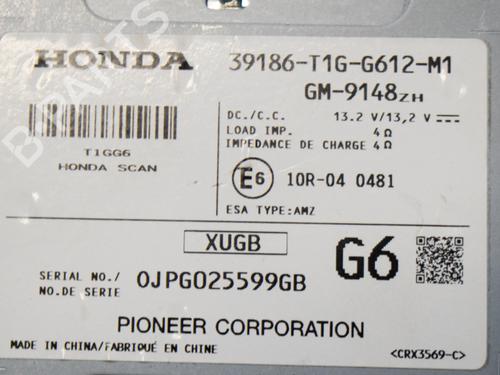 HONDA
39186-T1G-G612-M1
GM-9148ZH
T1GG6
HONDA SCAN
DC./C.C. 13.2 V/13,2 V
LOAD IMP. 4Ω
IMPEDANCE DE CHARGE 4Ω
E6 10R-04 0481
ESA TYPE:AMZ
XUGB
G6
SERIAL NO./
NO.DE SERIE
0JPG025599GB
PIONEER CORPORATION
MADE IN CHINA/FABRIQUÉ EN CHINE
<CRX3569-C>
B PARTS